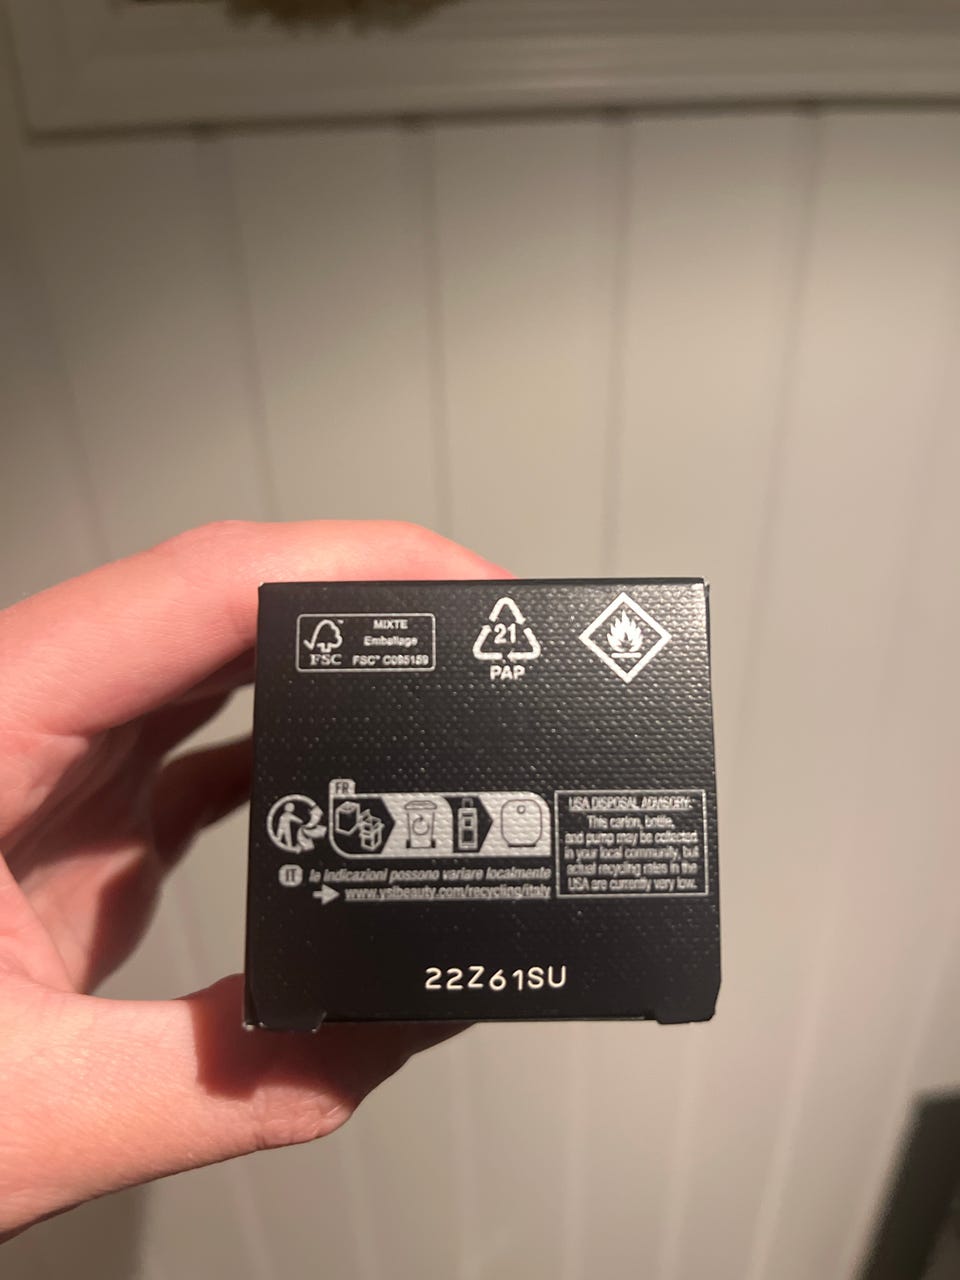 MIXTE
Emballage
FSC™ C085159
FSC
21
PAP
FR
USA DISPOSAL ADVISORY:
This carton, bottle,
and pump may be collected
in your local community, but
actual recycling rates in the
USA are currently very low.
IT le indicazioni possono variare localmente
www.yslbeauty.com/recycling/italy
22Z61SU